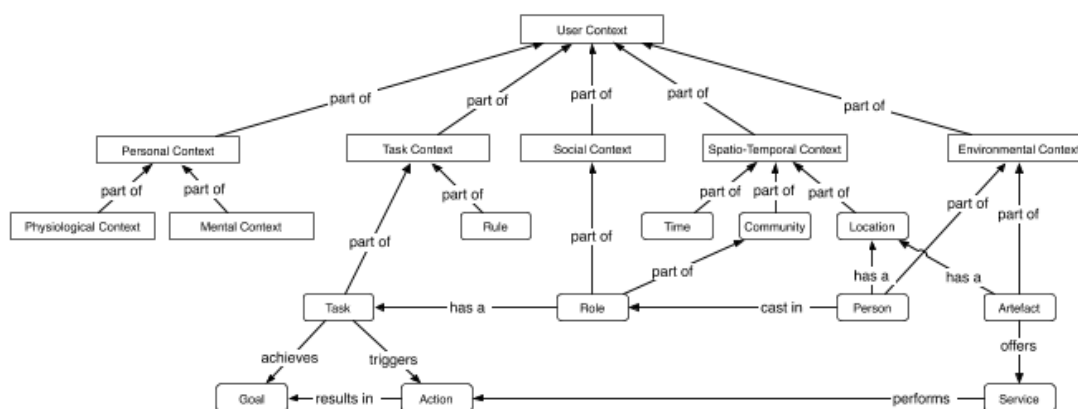 User Context
part of
part of
part of
part of
part of
Personal Context
Task Context
Social Context
Spatio-Temporal Context
Environmental Context
part of
part of
part of
part of
part of
part of
Physiological Context
Mental Context
Rule
Time
Community
Location
part of
part of
part of
part of
part of
has a
has a
Task
has a
Role
cast in
Person
Artefact
achieves
triggers
offers
Goal
results in
Action
performs
Service